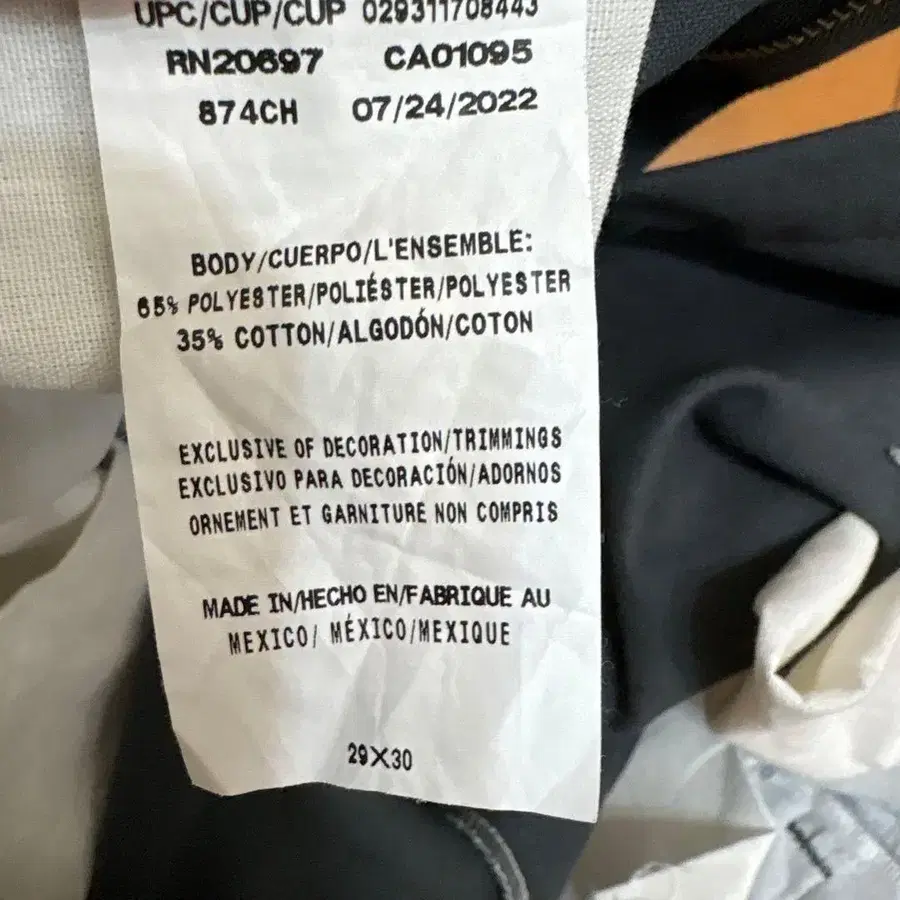 UPC/CUP/CUP 029311708443
RN20697 CA01095
874CH 07/24/2022
BODY/CUERPO/L'ENSEMBLE:
65% POLYESTER/POLIÉSTER/POLYESTER
35% COTTON/ALGODÓN/COTON
EXCLUSIVE OF DECORATION/TRIMMINGS
EXCLUSIVO PARA DECORACIÓN/ADORNOS
ORNEMENT ET GARNITURE NON COMPRIS
MADE IN/HECHO EN/FABRIQUE AU
MEXICO/ MÉXICO/MEXIQUE
29X30